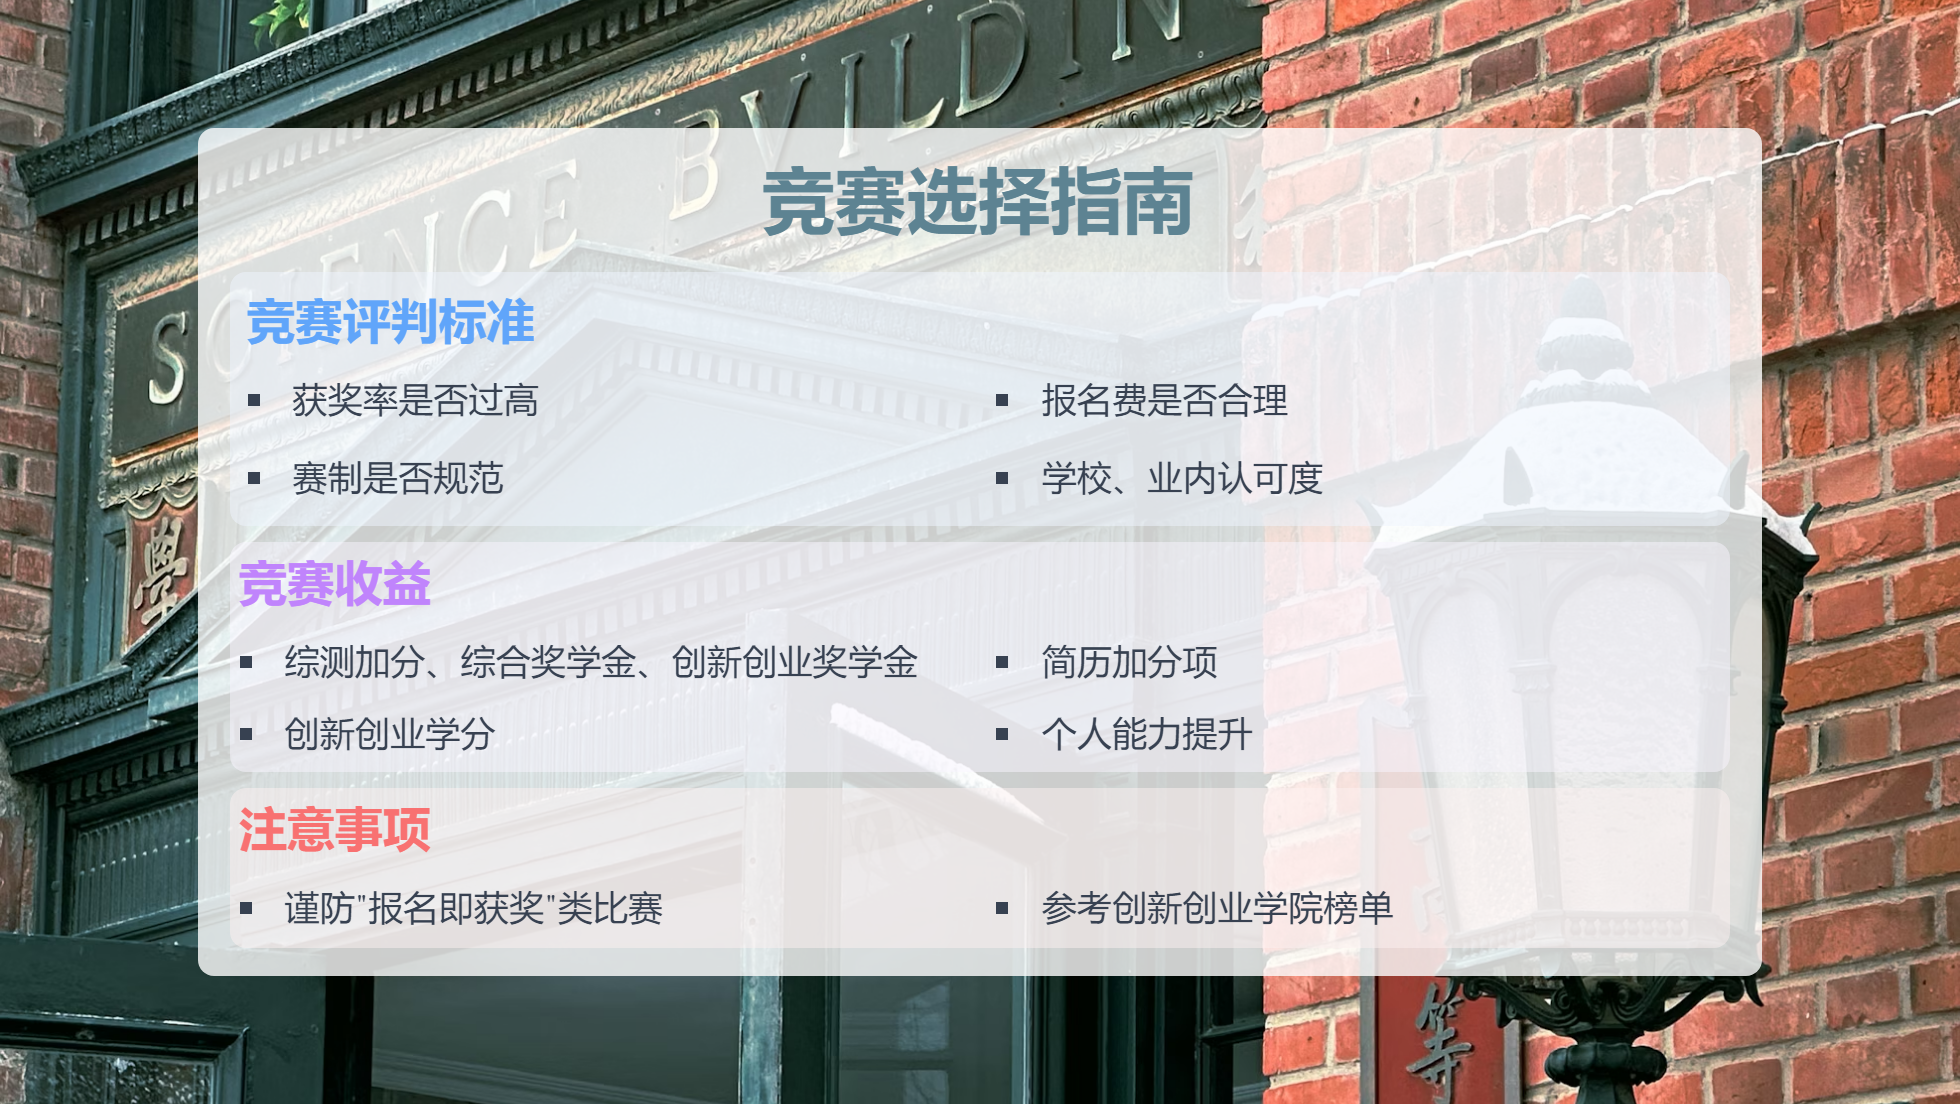 SCIENCE BVILDIN
竞赛选择指南
竞赛评判标准
获奖率是否过高
报名费是否合理
赛制是否规范
学校、业内认可度
學
竞赛收益
综测加分、综合奖学金、创新创业奖学金
简历加分项
创新创业学分
个人能力提升
注意事项
谨防"报名即获奖"类比赛
参考创新创业学院榜单
等